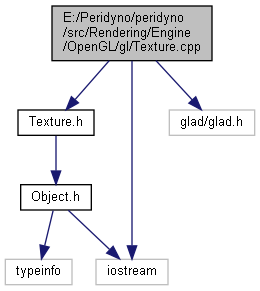 E:/Peridyno/peridyno
/src/Rendering/Engine
/OpenGL/gl/Texture.cpp
Texture.h
glad/glad.h
Object.h
typeinfo
iostream